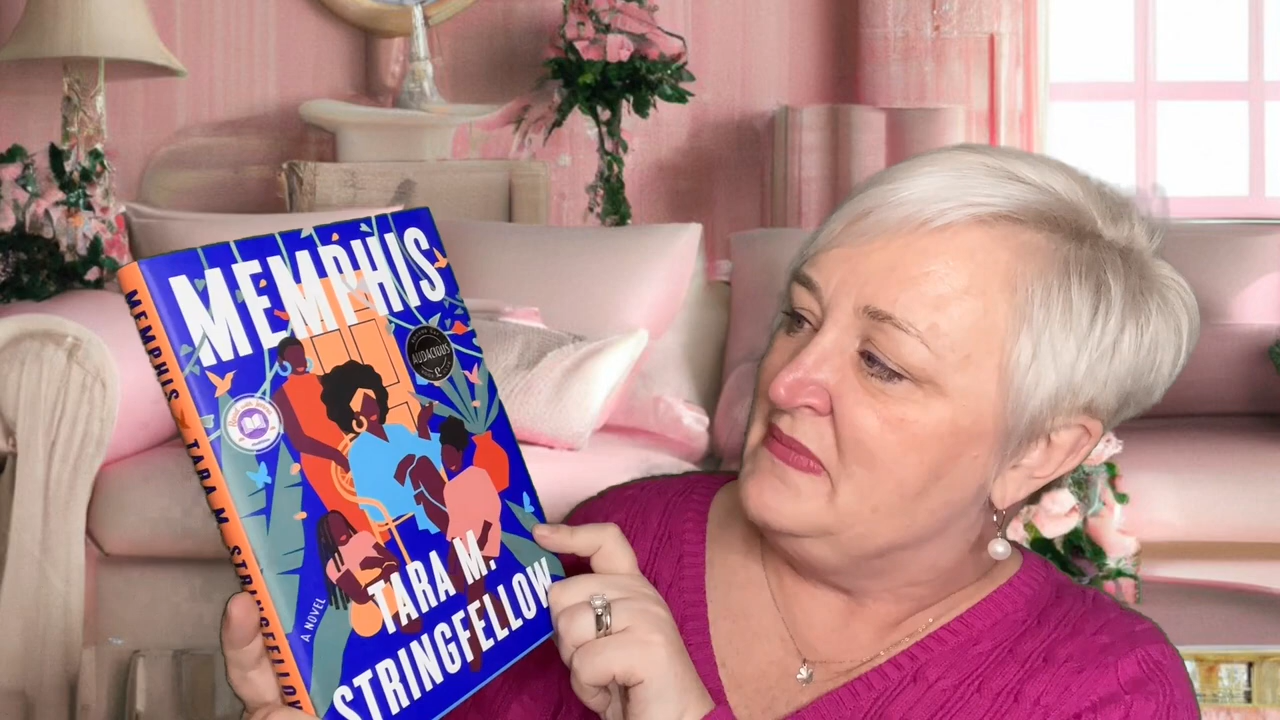 MEMPHIS
AUDACIOUS
A NOVEL
TARA M.
STRINGFELLOW
MEMPHIS TARA M. STRINGFELLOW